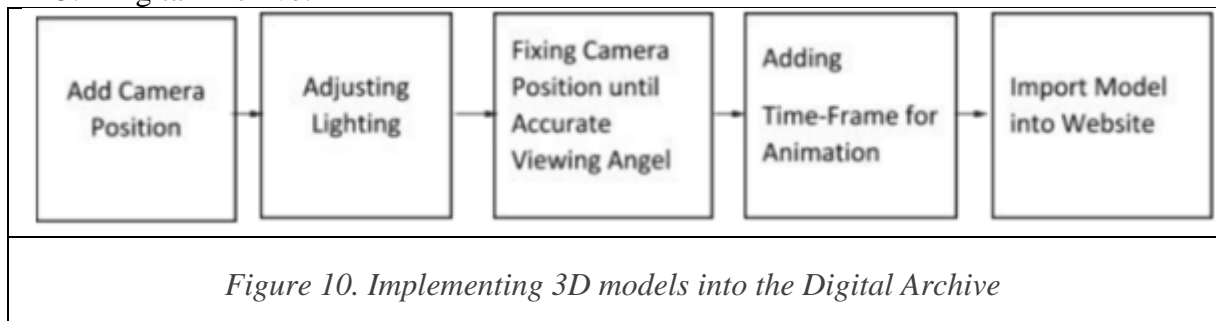 Add Camera
Position
Adjusting
Lighting
Fixing Camera
Position until
Accurate
Viewing Angel
Adding
Time-Frame for
Animation
Import Model
into Website
Figure 10. Implementing 3D models into the Digital Archive